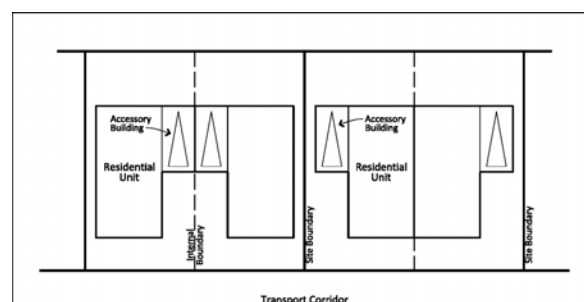 Accessory
Building
Residential
Unit
Internal
Boundary
Site Boundary
Accessory
Building
Residential
Unit
Site Boundary
Transport Corridor